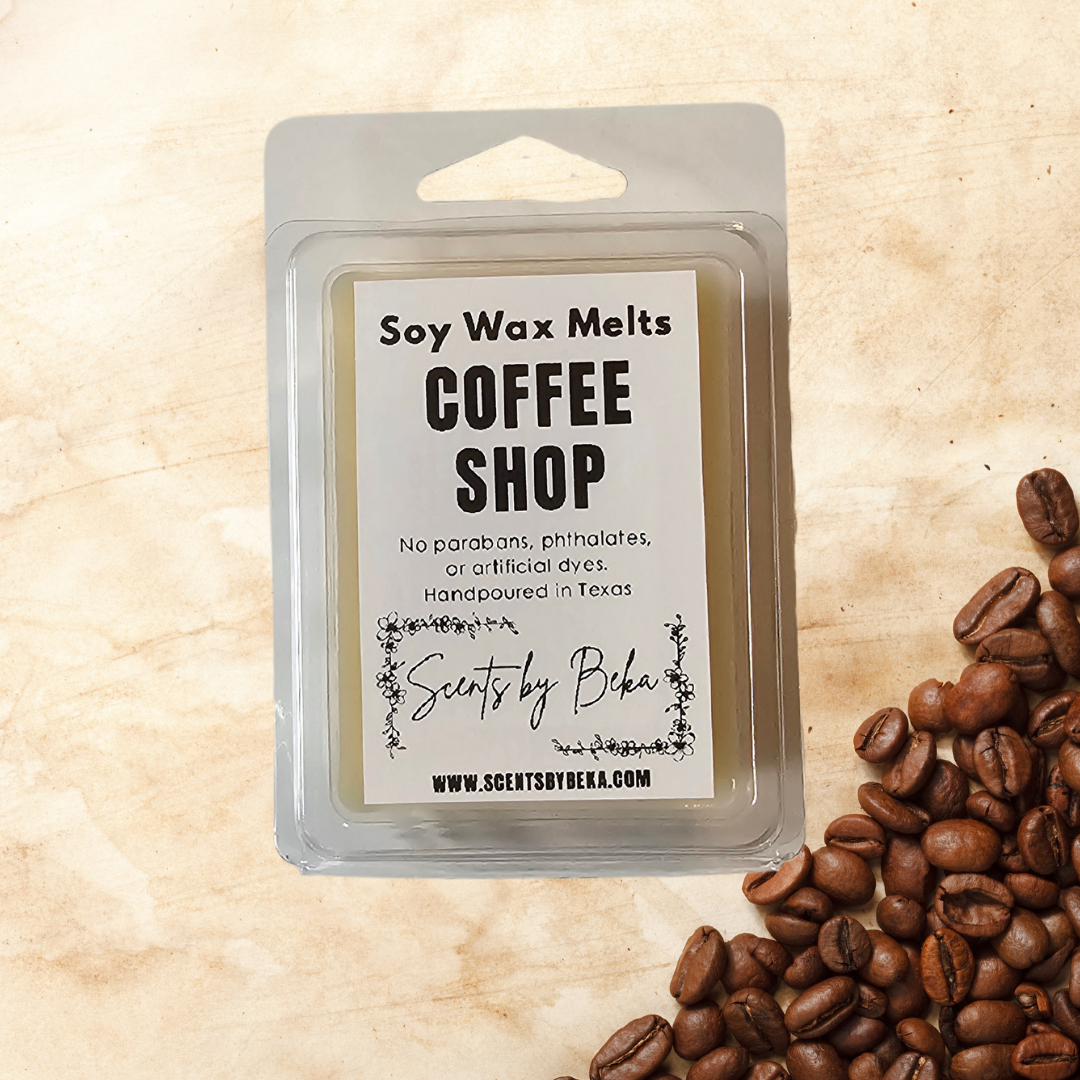 Soy Wax Melts
COFFEE
SHOP
No parabans, phthalates,
or artificial dyes.
Handpoured in Texas
Scents by Beka
WWW.SCENTSBYBEKA.COM